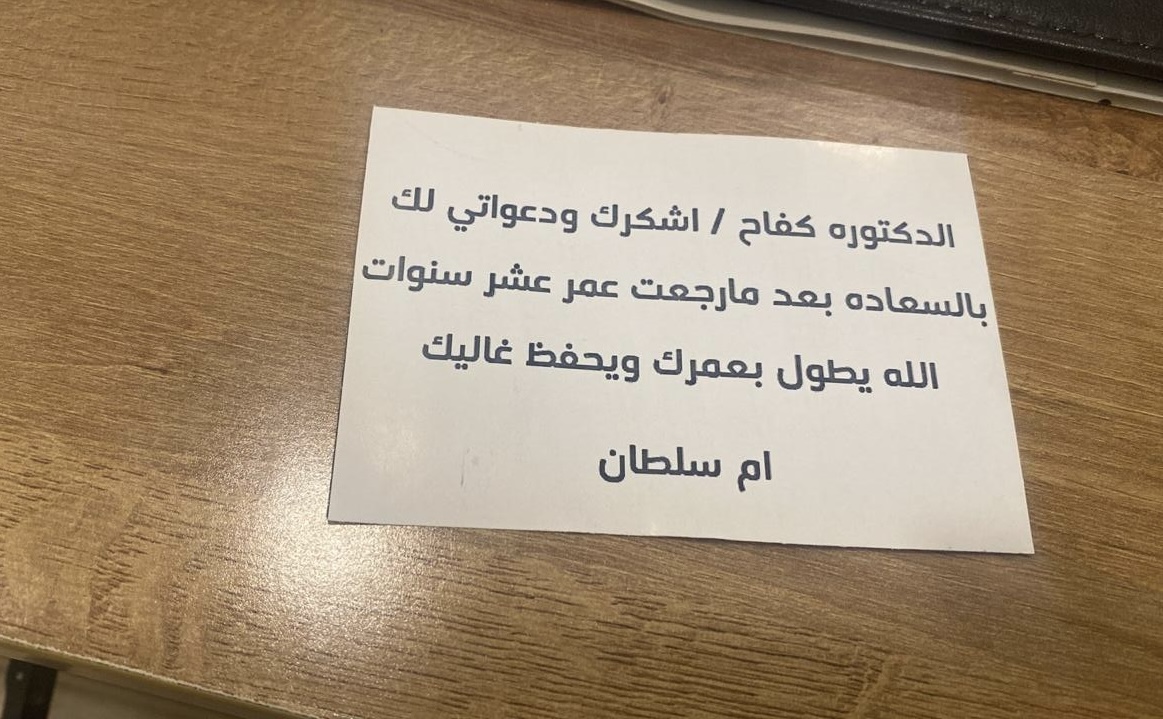 الدكتوره كفاح / اشكرك ودعواتي لك
بالسعاده بعد مارجعت عمر عشر سنوات
الله يطول بعمرك ويحفظ غاليك
ام سلطان